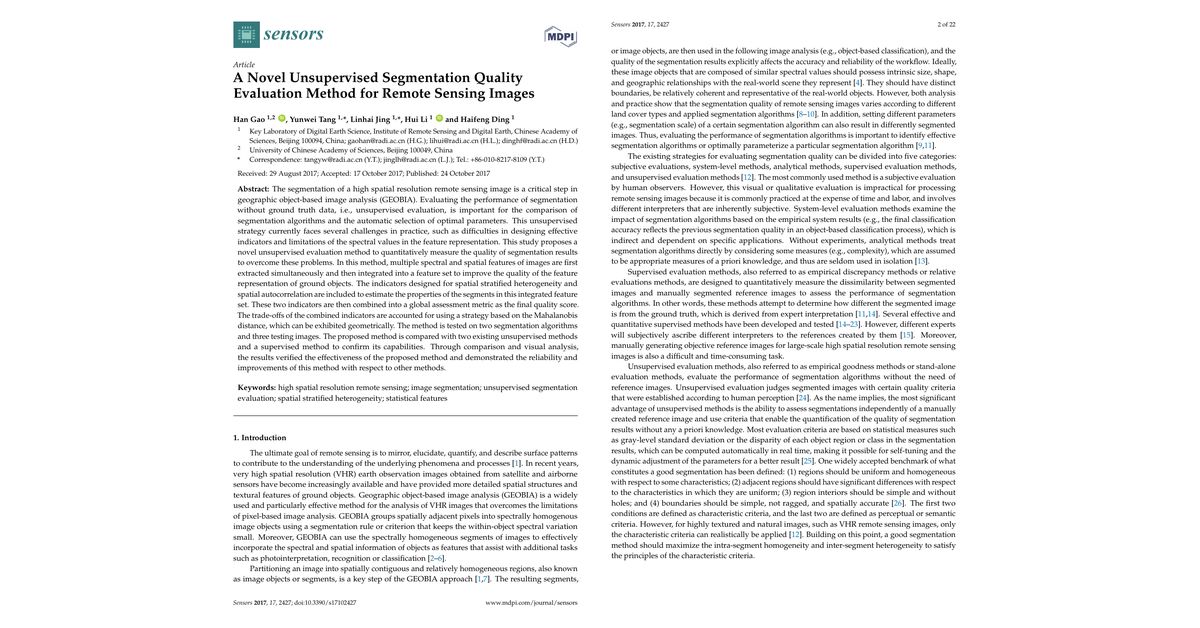 sensors
MDPI
Article
A Novel Unsupervised Segmentation Quality
Evaluation Method for Remote Sensing Images
Han Gao 1,2, Yunwei Tang 1,*, Linhai Jing 1,*, Hui Li 1 and Haifeng Ding 1
1 Key Laboratory of Digital Earth Science, Institute of Remote Sensing and Digital Earth, Chinese Academy of
Sciences, Beijing 100094, China; gaohan@radi.ac.cn (H.G.); lihui@radi.ac.cn (H.L.); dinghf@radi.ac.cn (H.D.)
2 University of Chinese Academy of Sciences, Beijing 100049, China
* Correspondence: tangyw@radi.ac.cn (Y.T.); jinglh@radi.ac.cn (L.J.); Tel.: +86-010-8217-8109 (Y.T.)
Received: 29 August 2017; Accepted: 17 October 2017; Published: 24 October 2017
Abstract: The segmentation of a high spatial resolution remote sensing image is a critical step in
geographic object-based image analysis (GEOBIA). Evaluating the performance of segmentation
without ground truth data, i.e., unsupervised evaluation, is important for the comparison of
segmentation algorithms and the automatic selection of optimal parameters. This unsupervised
strategy currently faces several challenges in practice, such as difficulties in designing effective
indicators and limitations of the spectral values in the feature representation. This study proposes a
novel unsupervised evaluation method to quantitatively measure the quality of segmentation results
to overcome these problems. In this method, multiple spectral and spatial features of images are first
extracted simultaneously and then integrated into a feature set to improve the quality of the feature
representation of ground objects. The indicators designed for spatial stratified heterogeneity and
spatial autocorrelation are included to estimate the properties of the segments in this integrated feature
set. These two indicators are then combined into a global assessment metric as the final quality score.
The trade-offs of the combined indicators are accounted for using a strategy based on the Mahalanobis
distance, which can be exhibited geometrically. The method is tested on two segmentation algorithms
and three testing images. The proposed method is compared with two existing unsupervised methods
and a supervised method to confirm its capabilities. Through comparison and visual analysis,
the results verified the effectiveness of the proposed method and demonstrated the reliability and
improvements of this method with respect to other methods.
Keywords: high spatial resolution remote sensing; image segmentation; unsupervised segmentation
evaluation; spatial stratified heterogeneity; statistical features
1. Introduction
The ultimate goal of remote sensing is to mirror, elucidate, quantify, and describe surface patterns
to contribute to the understanding of the underlying phenomena and processes [1]. In recent years,
very high spatial resolution (VHR) earth observation images obtained from satellite and airborne
sensors have become increasingly available and have provided more detailed spatial structures and
textural features of ground objects. Geographic object-based image analysis (GEOBIA) is a widely
used and particularly effective method for the analysis of VHR images that overcomes the limitations
of pixel-based image analysis. GEOBIA groups spatially adjacent pixels into spectrally homogenous
image objects using a segmentation rule or criterion that keeps the within-object spectral variation
small. Moreover, GEOBIA can use the spectrally homogeneous segments of images to effectively
incorporate the spectral and spatial information of objects as features that assist with additional tasks
such as photointerpretation, recognition or classification [2–6].
Partitioning an image into spatially contiguous and relatively homogeneous regions, also known
as image objects or segments, is a key step of the GEOBIA approach [1,7]. The resulting segments,
Sensors 2017, 17, 2427; doi:10.3390/s17102427
www.mdpi.com/journal/sensors
Sensors 2017, 17, 2427
2 of 22
or image objects, are then used in the following image analysis (e.g., object-based classification), and the
quality of the segmentation results explicitly affects the accuracy and reliability of the workflow. Ideally,
these image objects that are composed of similar spectral values should possess intrinsic size, shape,
and geographic relationships with the real-world scene they represent [4]. They should have distinct
boundaries, be relatively coherent and representative of the real-world objects. However, both analysis
and practice show that the segmentation quality of remote sensing images varies according to different
land cover types and applied segmentation algorithms [8–10]. In addition, setting different parameters
(e.g., segmentation scale) of a certain segmentation algorithm can also result in differently segmented
images. Thus, evaluating the performance of segmentation algorithms is important to identify effective
segmentation algorithms or optimally parameterize a particular segmentation algorithm [9,11].
The existing strategies for evaluating segmentation quality can be divided into five categories:
subjective evaluations, system-level methods, analytical methods, supervised evaluation methods,
and unsupervised evaluation methods [12]. The most commonly used method is a subjective evaluation
by human observers. However, this visual or qualitative evaluation is impractical for processing
remote sensing images because it is commonly practiced at the expense of time and labor, and involves
different interpreters that are inherently subjective. System-level evaluation methods examine the
impact of segmentation algorithms based on the empirical system results (e.g., the final classification
accuracy reflects the previous segmentation quality in an object-based classification process), which is
indirect and dependent on specific applications. Without experiments, analytical methods treat
segmentation algorithms directly by considering some measures (e.g., complexity), which are assumed
to be appropriate measures of a priori knowledge, and thus are seldom used in isolation [13].
Supervised evaluation methods, also referred to as empirical discrepancy methods or relative
evaluations methods, are designed to quantitatively measure the dissimilarity between segmented
images and manually segmented reference images to assess the performance of segmentation
algorithms. In other words, these methods attempt to determine how different the segmented image
is from the ground truth, which is derived from expert interpretation [11,14]. Several effective and
quantitative supervised methods have been developed and tested [14–23]. However, different experts
will subjectively ascribe different interpreters to the references created by them [15]. Moreover,
manually generating objective reference images for large-scale high spatial resolution remote sensing
images is also a difficult and time-consuming task.
Unsupervised evaluation methods, also referred to as empirical goodness methods or stand-alone
evaluation methods, evaluate the performance of segmentation algorithms without the need of
reference images. Unsupervised evaluation judges segmented images with certain quality criteria
that were established according to human perception [24]. As the name implies, the most significant
advantage of unsupervised methods is the ability to assess segmentations independently of a manually
created reference image and use criteria that enable the quantification of the quality of segmentation
results without any a priori knowledge. Most evaluation criteria are based on statistical measures such
as gray-level standard deviation or the disparity of each object region or class in the segmentation
results, which can be computed automatically in real time, making it possible for self-tuning and the
dynamic adjustment of the parameters for a better result [25]. One widely accepted benchmark of what
constitutes a good segmentation has been defined: (1) regions should be uniform and homogeneous
with respect to some characteristics; (2) adjacent regions should have significant differences with respect
to the characteristics in which they are uniform; (3) region interiors should be simple and without
holes; and (4) boundaries should be simple, not ragged, and spatially accurate [26]. The first two
conditions are defined as characteristic criteria, and the last two are defined as perceptual or semantic
criteria. However, for highly textured and natural images, such as VHR remote sensing images, only
the characteristic criteria can realistically be applied [12]. Building on this point, a good segmentation
method should maximize the intra-segment homogeneity and inter-segment heterogeneity to satisfy
the principles of the characteristic criteria.